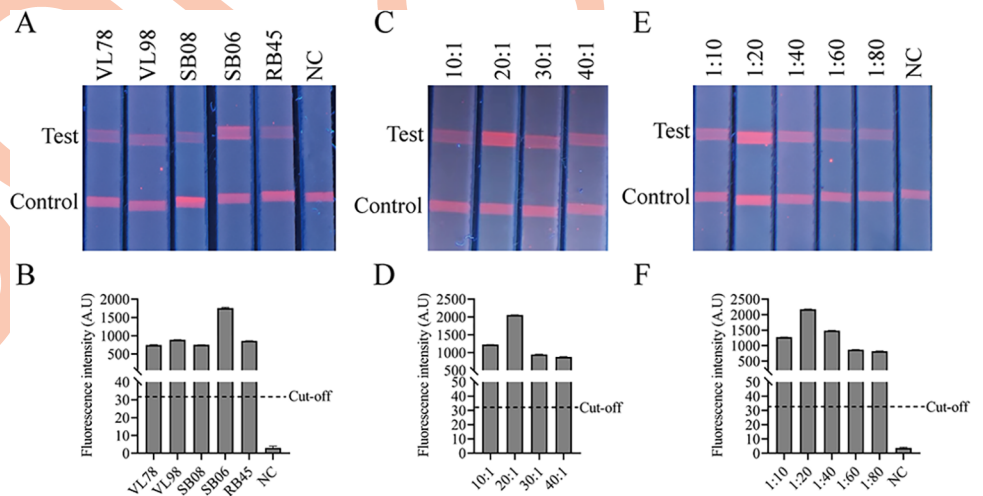 A
VL78
VL98
SB08
SB06
RB45
NC
Test
Control
C
10:1
20:1
30:1
40:1
Test
Control
E
1:10
1:20
1:40
1:60
1:80
NC
Test
Control
B
Fluorescence intensity (A.U)
2000
1500
1000
500
40
30
20
10
0
Cut-off
VL78
VL98
SB08
SB06
RB45
NC
D
Fluorescence intensity (A.U)
2500
2000
1500
1000
500
50
40
30
20
10
0
Cut-off
10:1
20:1
30:1
40:1
F
Fluorescence intensity (A.U)
2500
2000
1500
1000
500
50
40
30
20
10
0
Cut-off
1:10
1:20
1:40
1:60
1:80
NC